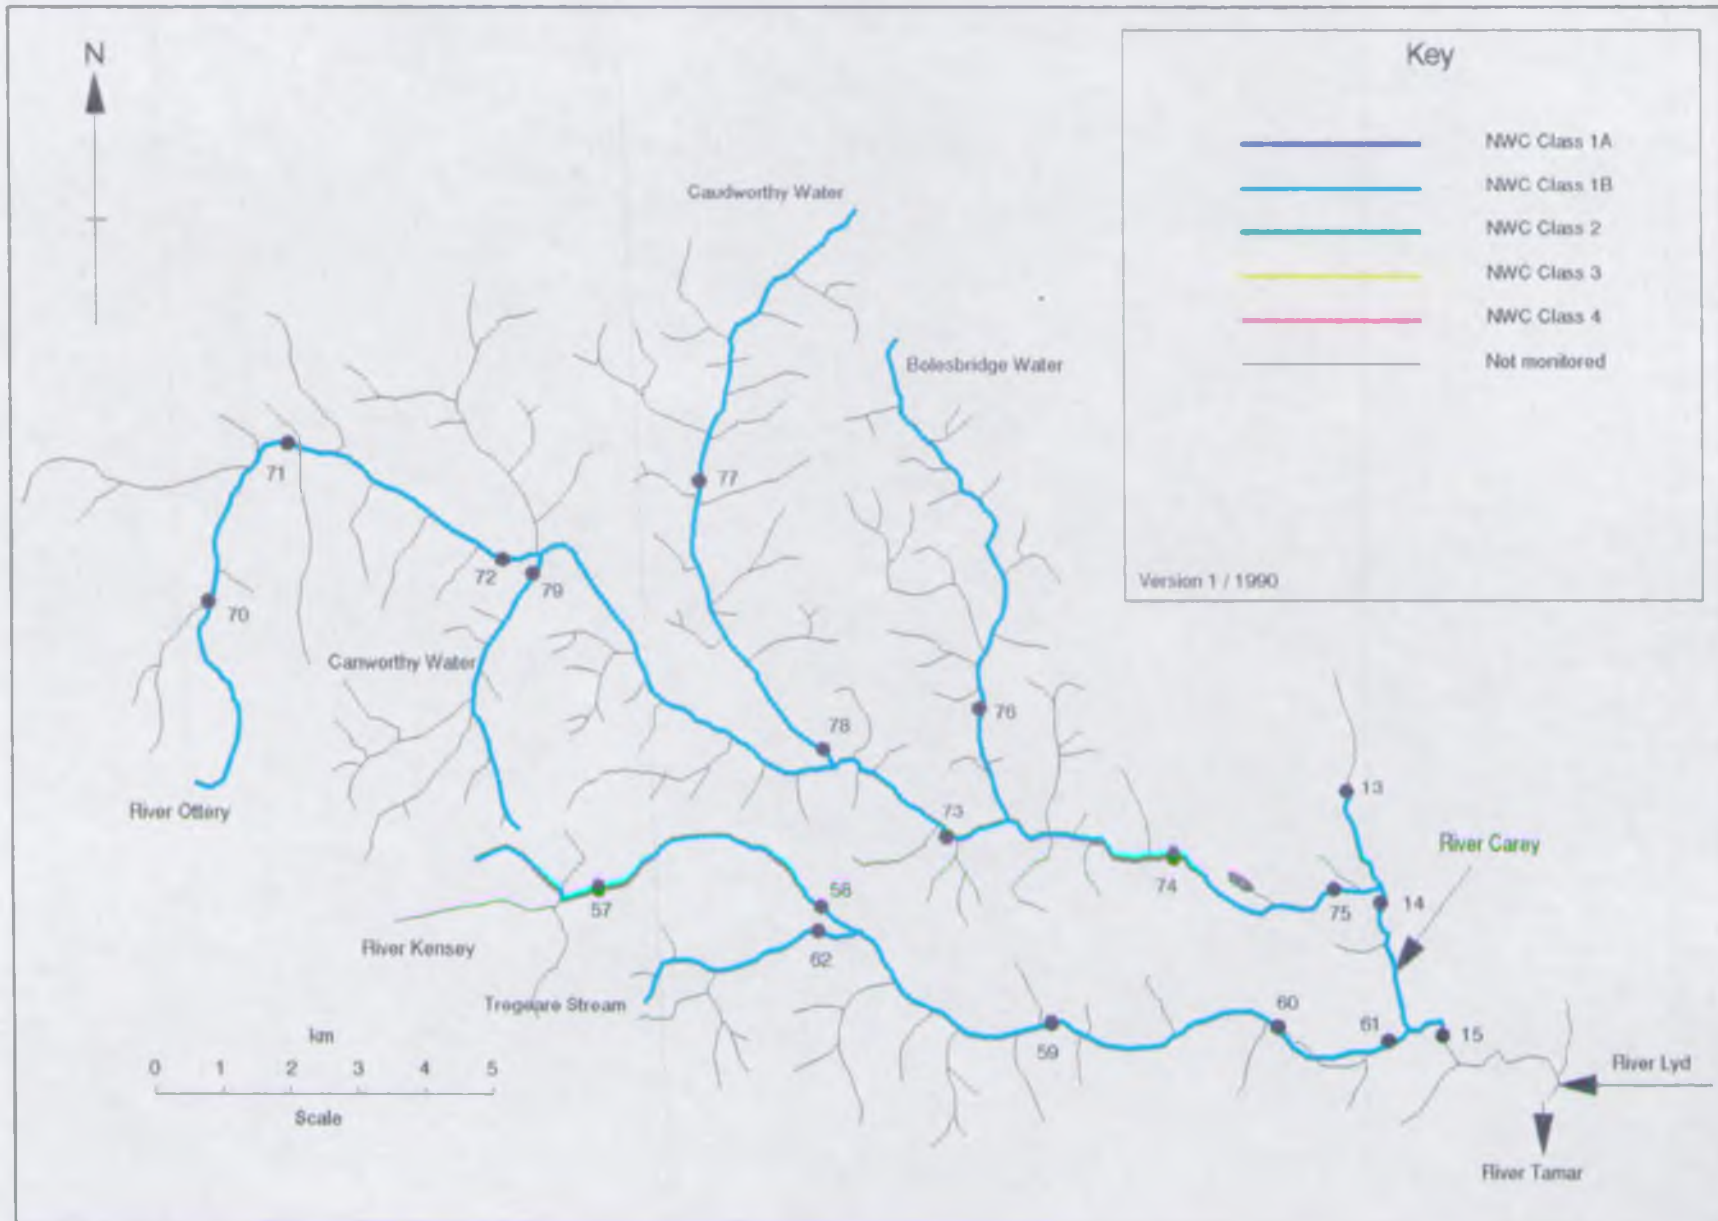 N
Key
NWC Class 1A
NWC Class 1B
NWC Class 2
NWC Class 3
NWC Class 4
Not monitored
Version 1 / 1990
Caudworthy Water
Bolesbridge Water
71
77
72
79
70
Canworthy Water
76
78
River Ottery
73
13
River Carey
74
75
14
57
58
River Kensey
62
Tregeare Stream
59
60
61
15
River Lyd
River Tamar
km
0 1 2 3 4 5
Scale